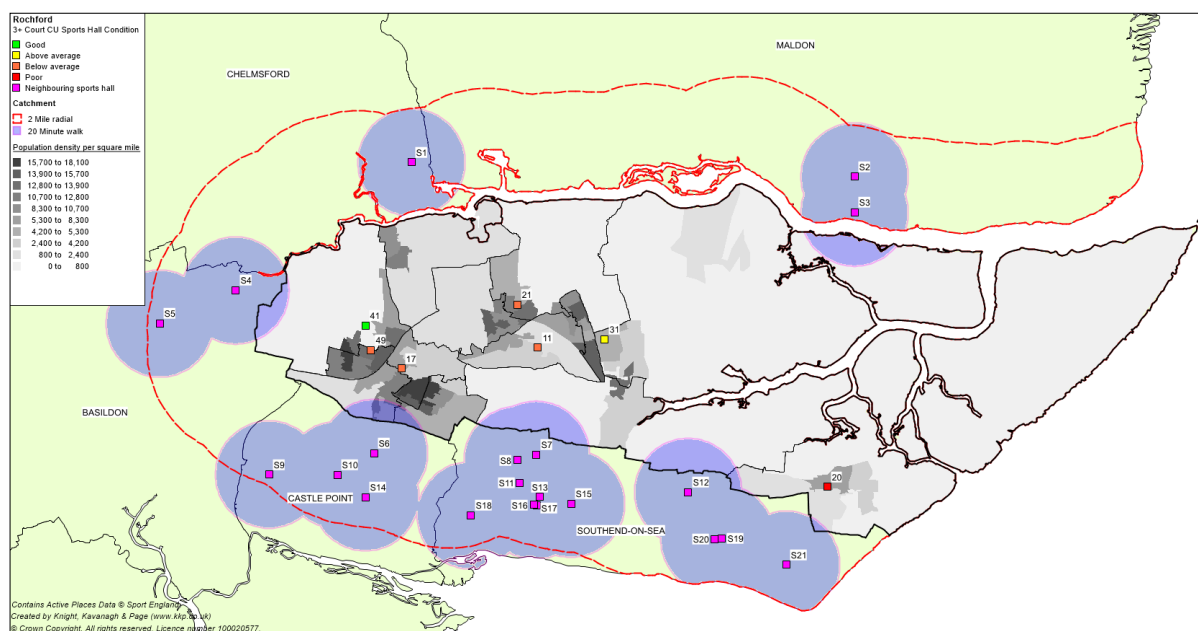 Rochford
3+ Court CU Sports Hall Condition
Good
Above average
Below average
Poor
Neighbouring sports hall
Catchment
2 Mile radial
20 Minute walk
Population density per square mile
15,700 to 18,100
13,900 to 15,700
12,800 to 13,900
10,700 to 12,800
8,300 to 10,700
5,300 to 8,300
4,200 to 5,300
2,400 to 4,200
800 to 2,400
0 to 800
MALDON
CHELMSFORD
S1
S2
S3
S4
S5
21
41
31
49
11
17
BASILDON
S6
S7
S8
S9
S10
S11
S12
20
S14
CASTLE POINT
S13
S15
S16
S17
S18
SOUTHEND-ON-SEA
S20
S19
S21
Contains Active Places Data © Sport England
Created by Knight, Kavanagh & Page (www.kkp.co.uk)
© Crown Copyright. All rights reserved. Licence number 100020577.